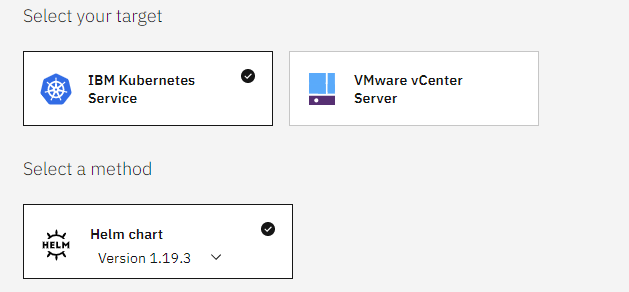 Select your target
IBM Kubernetes
Service
VMware vCenter
Server
Select a method
HELM
Helm chart
Version 1.19.3